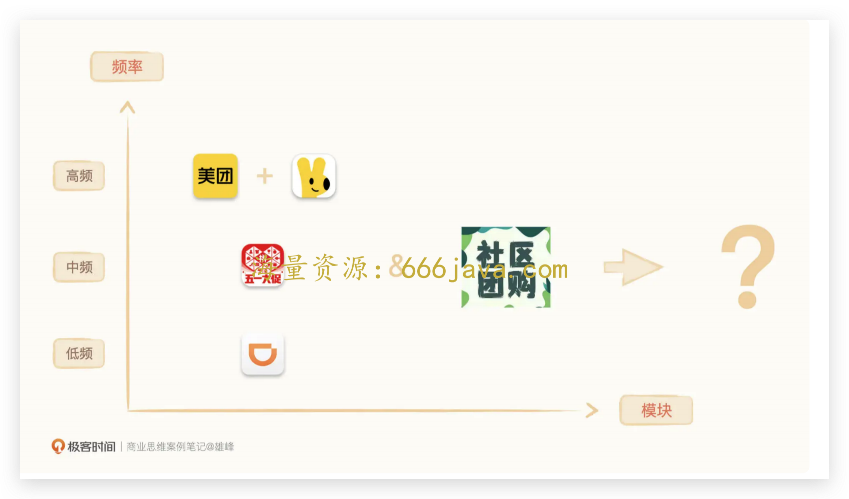 频率
高频
美团
+
中频
五一大促
&
社区
团购
?
海量资源：666java.com
低频
模块
极客时间 | 商业思维案例笔记@雄峰